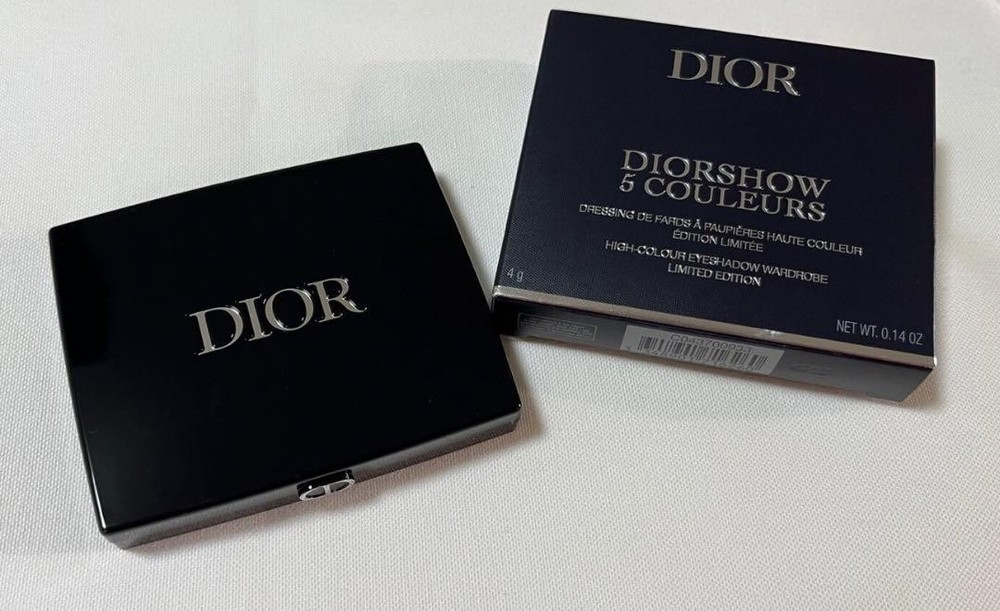 DIOR
DIOR
DIORSHOW
5 COULEURS
DRESSING DE FARDS À PAUPIÈRES HAUTE COULEUR
ÉDITION LIMITÉE
HIGH-COLOUR EYESHADOW WARDROBE
LIMITED EDITION
4 g
NET WT. 0.14 OZ